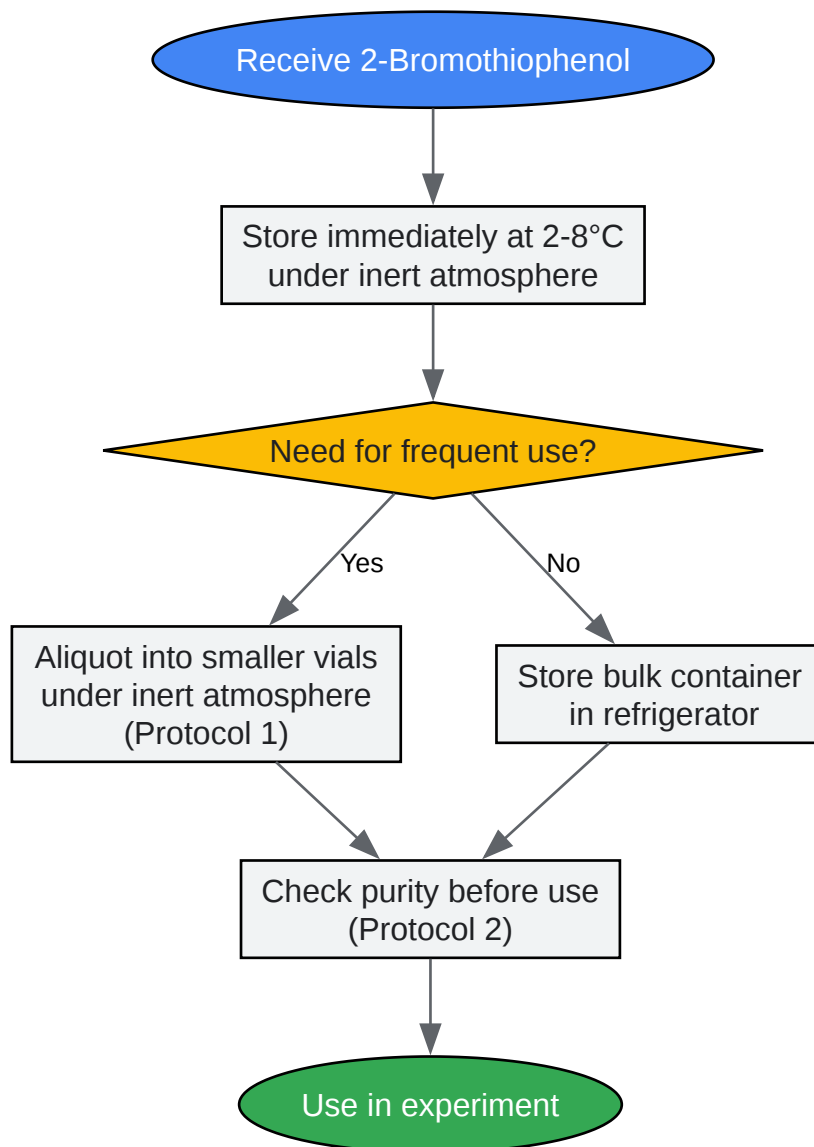 Receive 2-Bromothiophenol
Store immediately at 2-8°C
under inert atmosphere
Need for frequent use?
Yes
No
Aliquot into smaller vials
under inert atmosphere
(Protocol 1)
Store bulk container
in refrigerator
Check purity before use
(Protocol 2)
Use in experiment